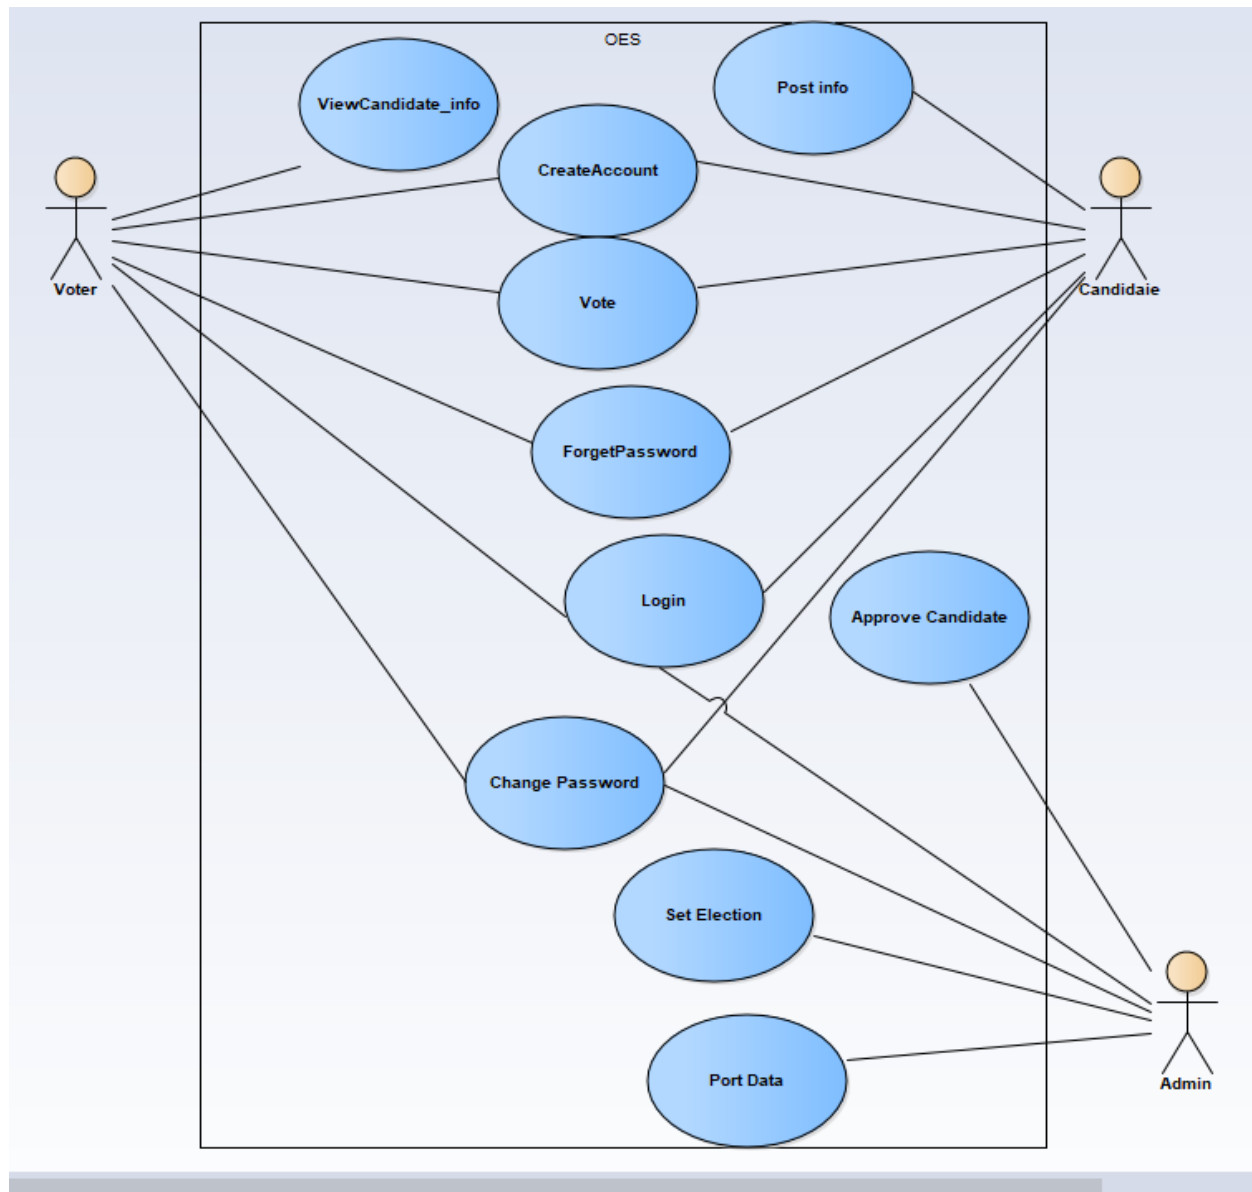 OES
Post info
ViewCandidate_info
CreateAccount
Voter
Candidaie
Vote
ForgetPassword
Login
Approve Candidate
Change Password
Set Election
Port Data
Admin